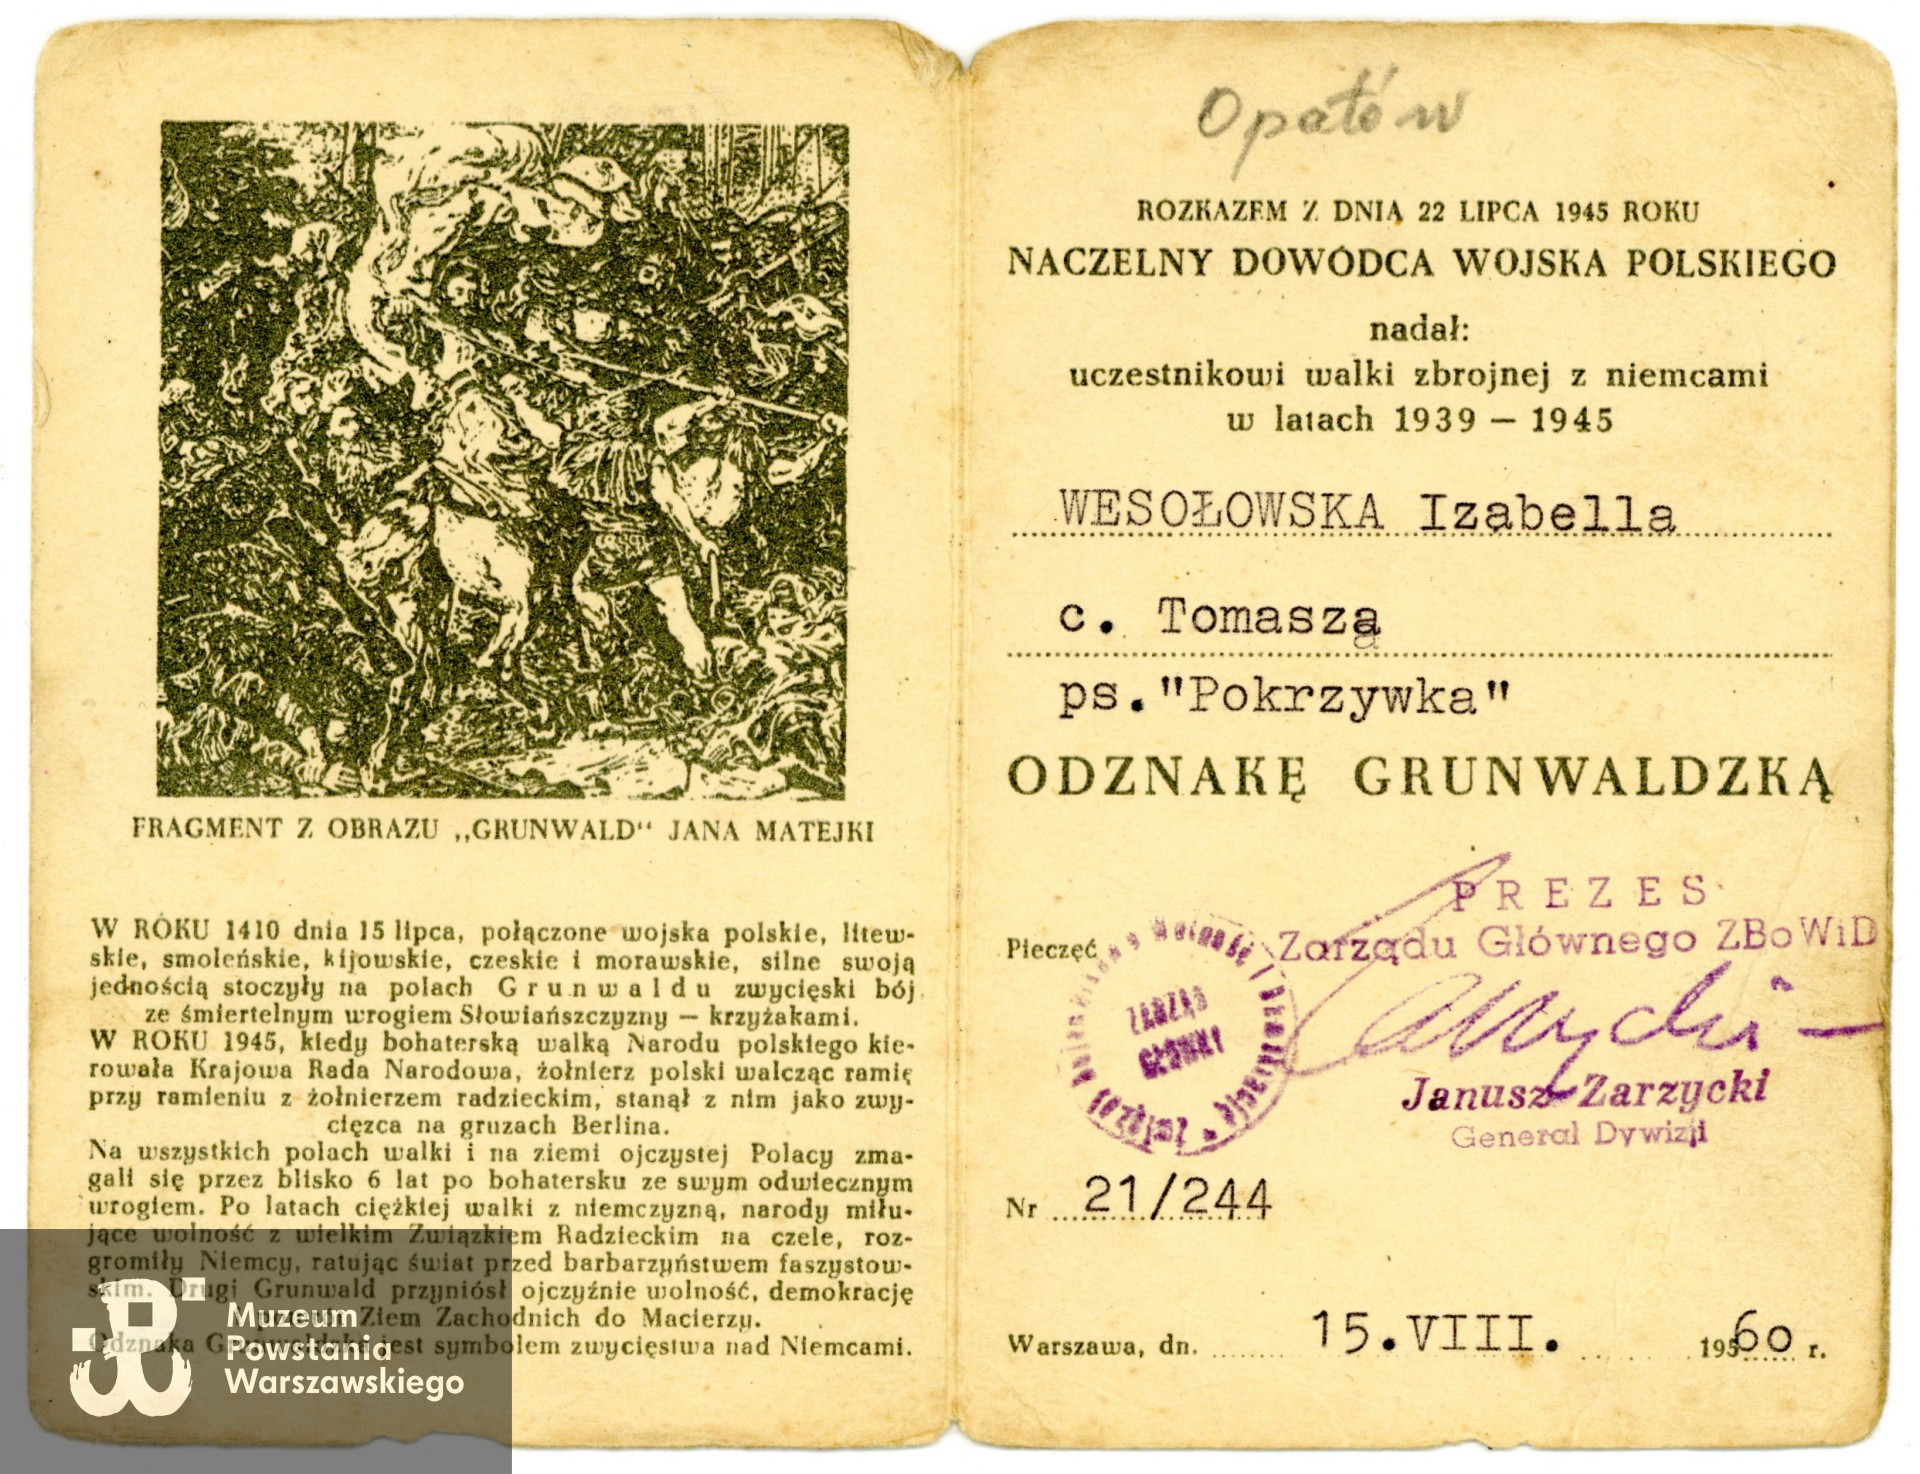 FRAGMENT Z OBRAZU „GRUNWALD“ JANA MATEJKI
W ROKU 1410 dnia 15 lipca, połączone wojska polskie, litew-
skie, smoleńskie, kijowskie, czeskie i morawskie, silne swoją
jednością stoczyły na polach Grunwaldu zwycięski bój
ze śmiertelnym wrogiem Słowiańszczyzny — krzyżakami.
W ROKU 1945, kiedy bohaterską walką Narodu polskiego kie-
rowała Krajowa Rada Narodowa, żołnierz polski walcząc ramię
przy ramieniu z żołnierzem radzieckim, stanął z nim jako zwy-
cięzca na gruzach Berlina.
Na wszystkich polach walki i na ziemi ojczystej Polacy zma-
gali się przez blisko 6 lat po bohatersku ze swym odwiecznym
wrogiem. Po latach ciężkiej walki z niemczyzną, narody miłu-
jące wolność z wielkim Związkiem Radzieckim na czele, roz-
gromiły Niemcy, ratując świat przed barbarzyństwem faszystow-
skim. Drugi Grunwald przyniósł ojczyźnie wolność, demokrację
Ziem Zachodnich do Macierzy.
Odznaka Grunwaldzka jest symbolem zwycięstwa nad Niemcami.
Muzeum
Powstania
Warszawskiego
Opatów
ROZKAZEM Z DNIA 22 LIPCA 1945 ROKU
NACZELNY DOWÓDCA WOJSKA POLSKIEGO
nadał:
uczestnikowi walki zbrojnej z niemcami
w latach 1939 — 1945
WESOŁOWSKA Izabella
c. Tomasza
ps."Pokrzywka"
ODZNAKĘ GRUNWALDZKĄ
PREZES
Pieczęć Zarządu Głównego ZBoWiD
ZARZĄD
GŁÓWNY
Związek Bojowników o Wolność i Demokrację
Janusz Zarzycki
Generał Dywizji
Nr 21/244
Warszawa, dn. 15.VIII. 1960 r.